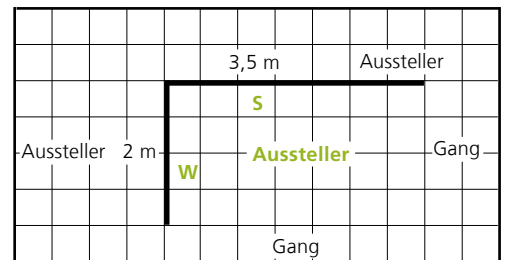 3,5 m Aussteller
S
Aussteller 2 m Aussteller Gang
W
Gang